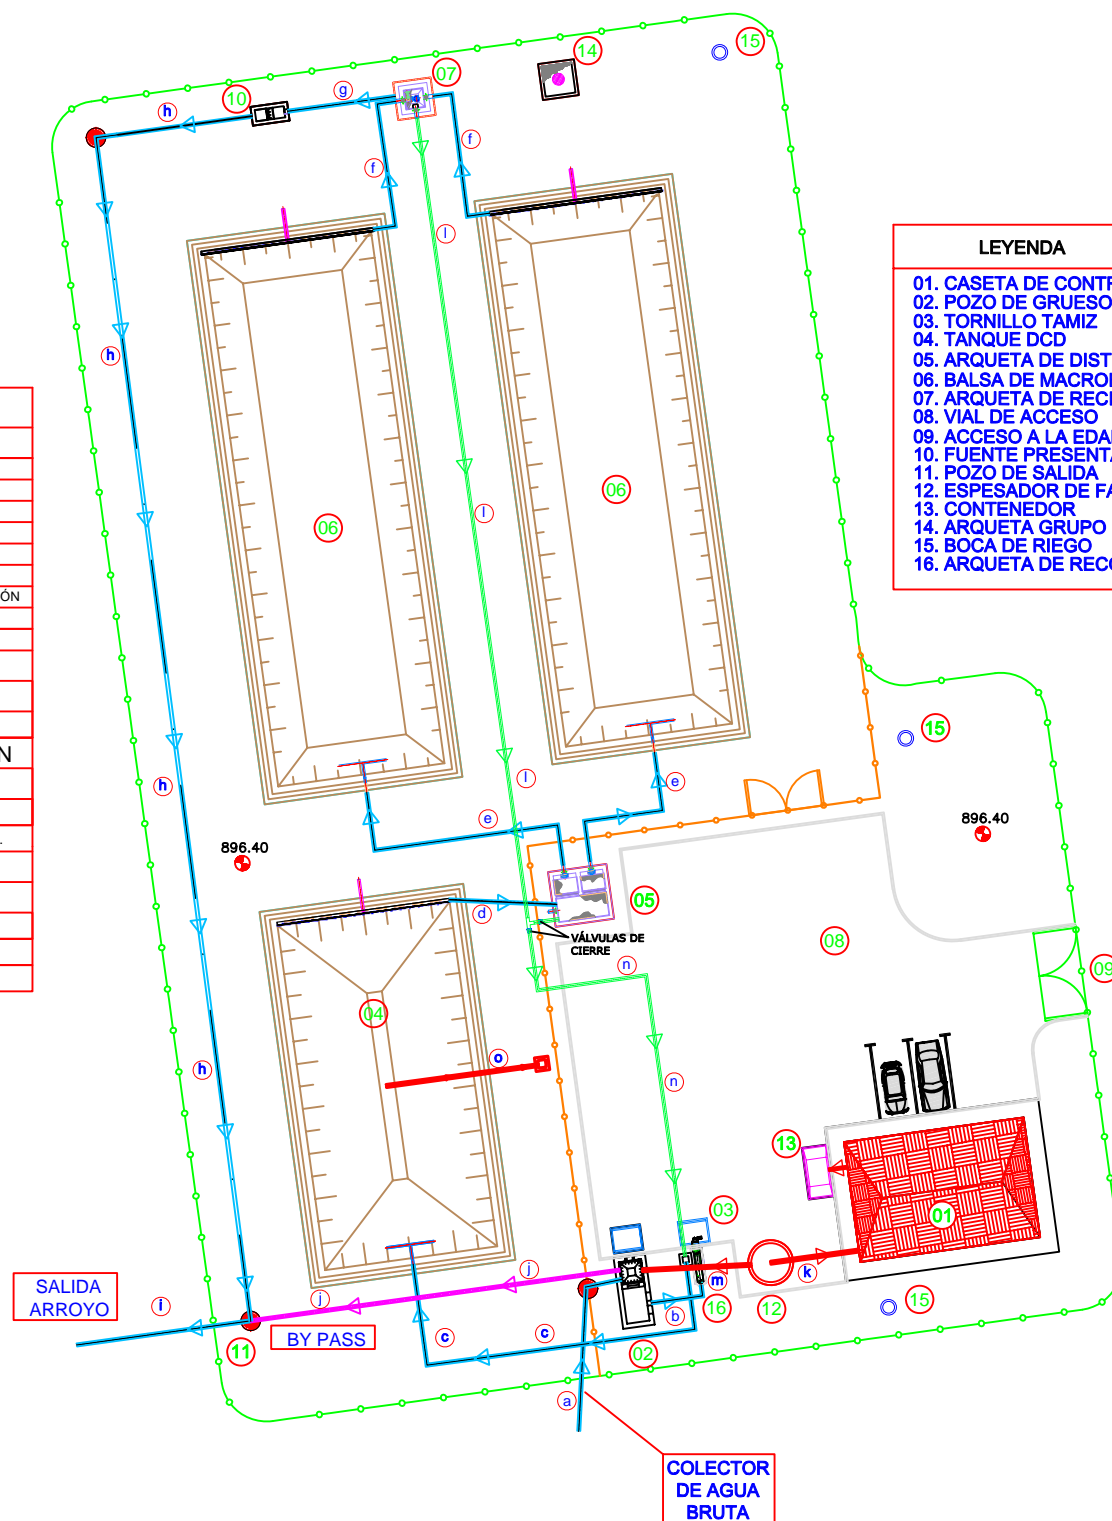 15
14
07
10
g
h
f
f
l
LEYENDA
01. CASETA DE CONTR
02. POZO DE GRUESO
03. TORNILLO TAMIZ
04. TANQUE DCD
05. ARQUETA DE DIST
06. BALSA DE MACRO
07. ARQUETA DE REC
08. VIAL DE ACCESO
09. ACCESO A LA EDA
10. FUENTE PRESENTA
11. POZO DE SALIDA
12. ESPESADOR DE FA
13. CONTENEDOR
14. ARQUETA GRUPO
15. BOCA DE RIEGO
16. ARQUETA DE RECO
h
06
06
l
ÓN
15
N
l
h
e
e
896.40
896.40
05
d
VÁLVULAS DE
CIERRE
08
n
09
04
o
h
n
13
03
01
j
m
k
SALIDA
ARROYO
i
j
b
16
12
15
BY PASS
c
c
11
02
a
COLECTOR
DE AGUA
BRUTA